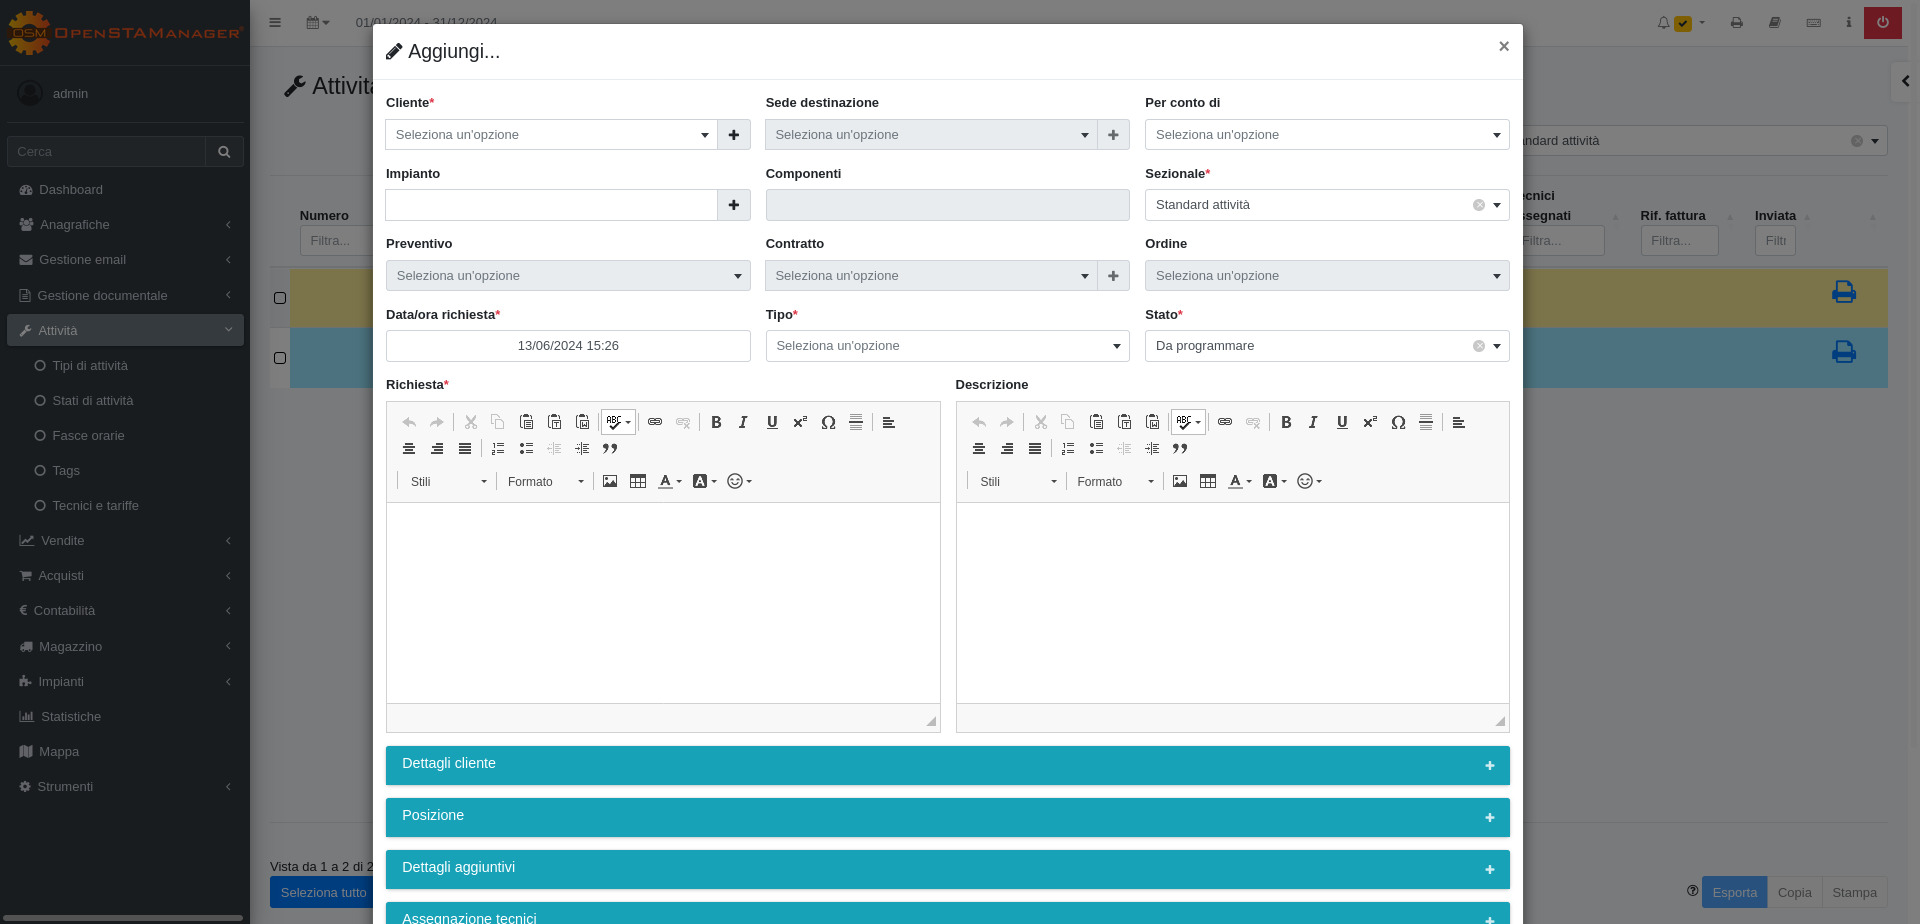 OSM OpenSTAManager
01/01/2024 - 31/12/2024
admin
Cerca
Dashboard
Anagrafiche
Gestione email
Gestione documentale
Attività
Tipi di attività
Stati di attività
Fasce orarie
Tags
Tecnici e tariffe
Vendite
Acquisti
Contabilità
Magazzino
Impianti
Statistiche
Mappa
Strumenti
Numero
Filtra...
Vista da 1 a 2 di 2
Seleziona tutto
Aggiungi...
×
Cliente*
Sede destinazione
Per conto di
Seleziona un'opzione
Seleziona un'opzione
Seleziona un'opzione
Impianto
Componenti
Sezionale*
Standard attività
Preventivo
Contratto
Ordine
Seleziona un'opzione
Seleziona un'opzione
Seleziona un'opzione
Data/ora richiesta*
Tipo*
Stato*
13/06/2024 15:26
Seleziona un'opzione
Da programmare
Richiesta*
Descrizione
Stili
Formato
Stili
Formato
Dettagli cliente
Posizione
Dettagli aggiuntivi
Assegnazione tecnici
andard attività
Rif. fattura
Inviata
Filtra...
Filtra...
Filtr
Esporta
Copia
Stampa